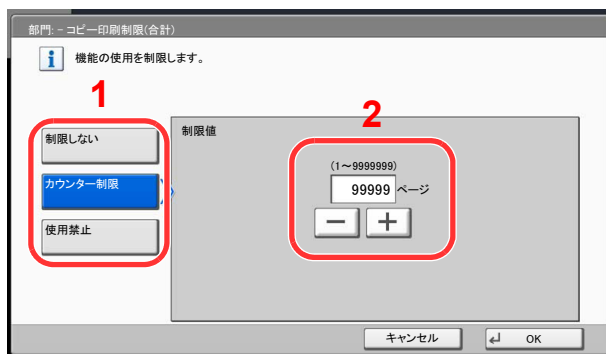 部門: - コピー印刷制限(合計)
機能の使用を制限します。
1
2
制限しない
制限値
(1～9999999)
カウンター制限
99999 ページ
使用禁止
キャンセル
OK